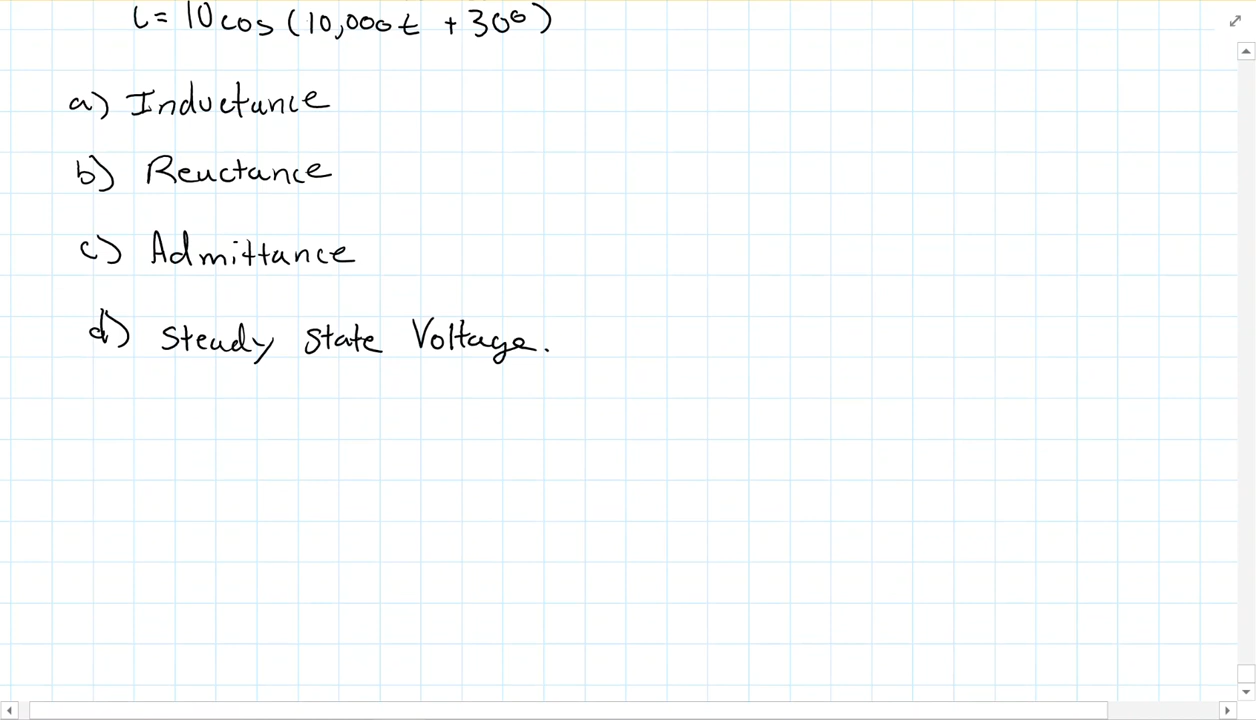 i = 10 cos (10,000t + 30°)
a) Inductance
b) Reactance
c) Admittance
d) Steady State Voltage.